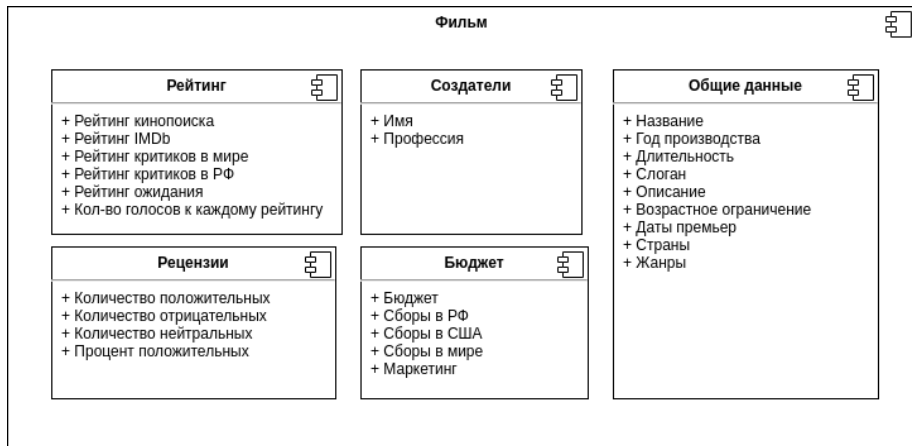 Фильм
Рейтинг
+ Рейтинг кинопоиска
+ Рейтинг IMDb
+ Рейтинг критиков в мире
+ Рейтинг критиков в РФ
+ Рейтинг ожидания
+ Кол-во голосов к каждому рейтингу
Создатели
+ Имя
+ Профессия
Общие данные
+ Название
+ Год производства
+ Длительность
+ Слоган
+ Описание
+ Возрастное ограничение
+ Даты премьер
+ Страны
+ Жанры
Рецензии
+ Количество положительных
+ Количество отрицательных
+ Количество нейтральных
+ Процент положительных
Бюджет
+ Бюджет
+ Сборы в РФ
+ Сборы в США
+ Сборы в мире
+ Маркетинг